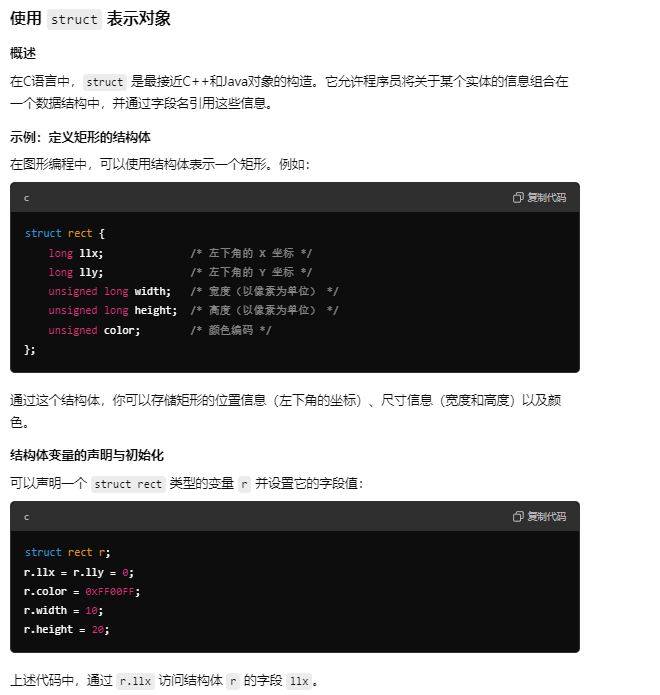 使用 struct 表示对象
概述
在C语言中，struct 是最接近C++和Java对象的构造。它允许程序员将关于某个实体的信息组合在
一个数据结构中，并通过字段名引用这些信息。
示例：定义矩形的结构体
在图形编程中，可以使用结构体表示一个矩形。例如：
c 复制代码
struct rect {
    long llx;              /* 左下角的 X 坐标 */
    long lly;              /* 左下角的 Y 坐标 */
    unsigned long width;   /* 宽度（以像素为单位） */
    unsigned long height;  /* 高度（以像素为单位） */
    unsigned color;        /* 颜色编码 */
};
通过这个结构体，你可以存储矩形的位置信息（左下角的坐标）、尺寸信息（宽度和高度）以及颜
色。
结构体变量的声明与初始化
可以声明一个 struct rect 类型的变量 r 并设置它的字段值：
c 复制代码
struct rect r;
r.llx = r.lly = 0;
r.color = 0xFF00FF;
r.width = 10;
r.height = 20;
上述代码中，通过 r.llx 访问结构体 r 的字段 llx。